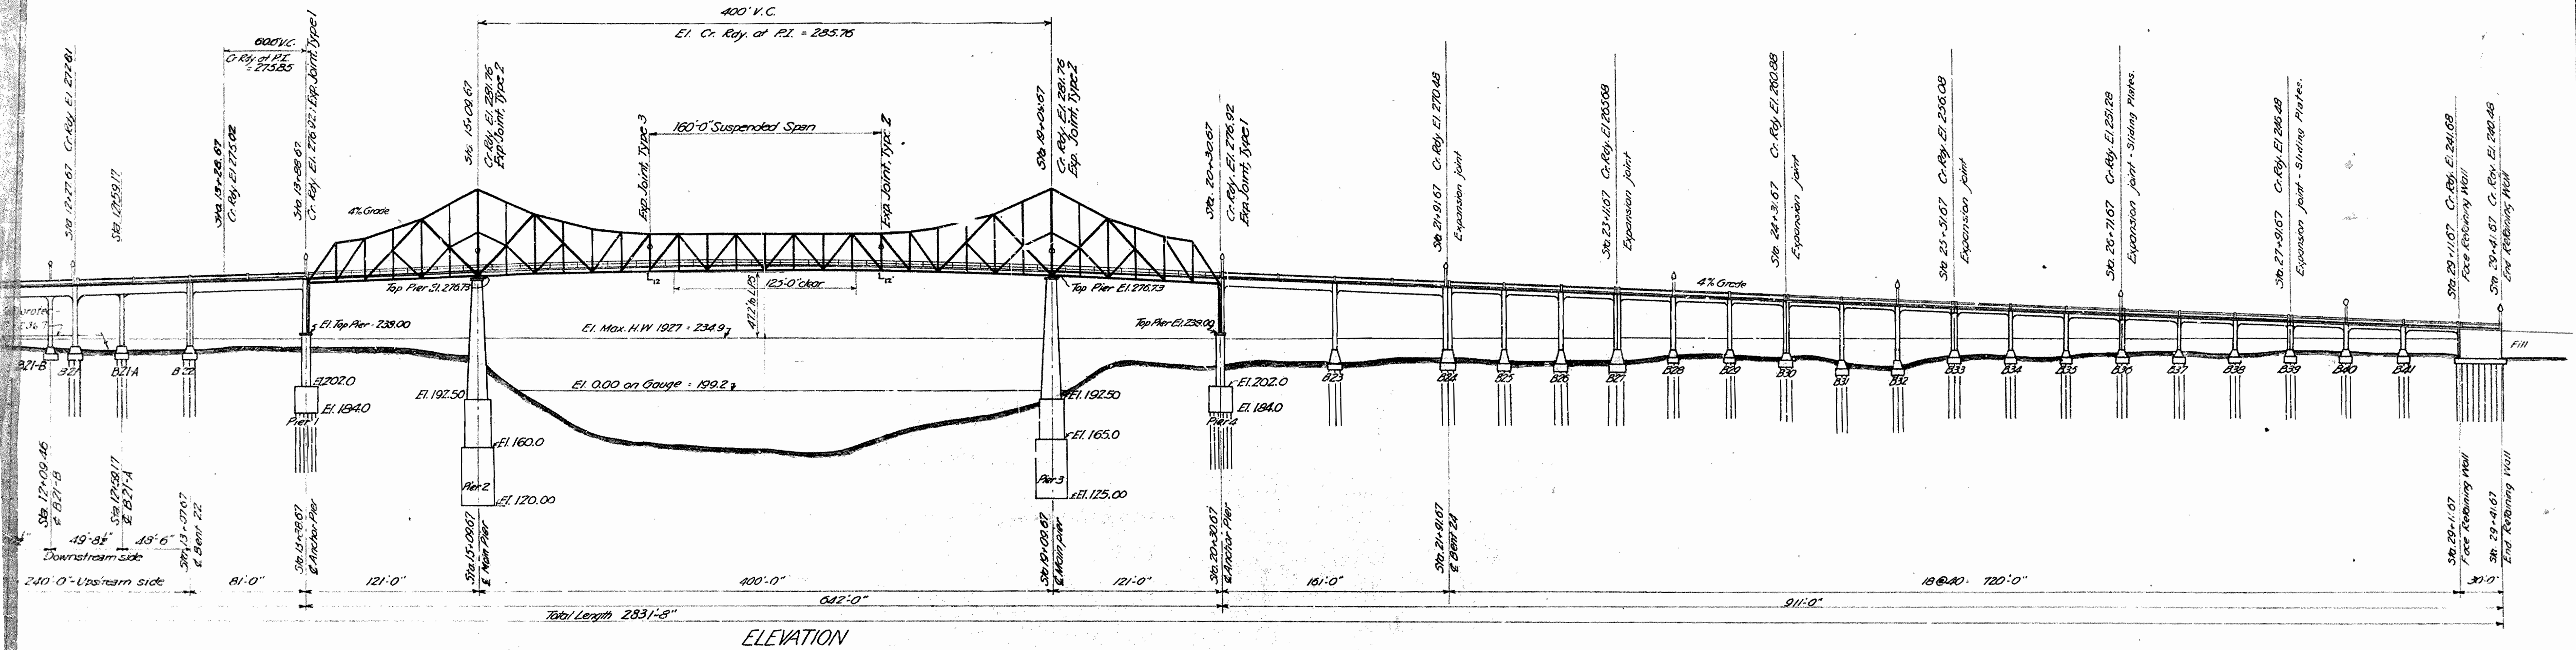 400' V.C.
El. Cr. Rdy. at P.I. = 285.76
60.0' V.C.
Cr Rdy at P.I.
= 275.85
Sta 12+27.67 Cr. Rdy. El 272.61
Sta. 12+59.17
Sta. 13+28.67
Cr. Rdy. El 275.02
Sta. 13+88.67
Cr. Rdy. El. 276.92: Exp. Joint, Type 1
Sta. 15+09.67
Cr. Rdy. El. 281.76
Exp. Joint, Type 2
Exp. Joint, Type 3
160'-0" Suspended Span
Exp. Joint, Type 2
Sta 19+09.67
Cr. Rdy. El. 281.76
Exp. Joint, Type 2
Sta. 20+30.67
Cr. Rdy. El. 276.92
Exp. Joint, Type 1
Sta. 21+91.67 Cr. Rdy El. 270.48
Expansion joint
Sta. 23+11.67 Cr. Rdy. El 265.68
Expansion joint
Sta. 24+31.67 Cr. Rdy El. 260.88
Expansion joint
Sta. 25+51.67 Cr. Rdy. El 256.08
Expansion joint
Sta. 26+71.67 Cr. Rdy. El 251.28
Expansion joint - Sliding Plates.
Sta. 27+91.67 Cr. Rdy. El 246.48
Expansion joint - Sliding Plates.
Sta. 29+11.67 Cr. Rdy. El. 241.68
Face Retaining Wall
Sta. 29+41.67 Cr. Rdy. El. 240.48
End Retaining Wall
4% Grade
4% Grade
Top Pier El. 276.73
12
125'-0" clear
12
Top Pier El. 276.73
El. Top Pier = 239.00
El. Max. H.W 1927 = 234.9
Top Pier El. 239.00
Fill
B21-B
B21
B21-A
B22
El. 202.0
El. 184.0
Pier 1
El. 192.50
El. 0.00 on Gauge = 199.2
El. 192.50
El. 202.0
El. 184.0
Pier 4
B23
B24
B25
B26
B27
B28
B29
B30
B31
B32
B33
B34
B35
B36
B37
B38
B39
B40
B41
El. 160.0
El. 165.0
Pier 2
El. 120.00
Pier 3
El. 125.00
Sta. 12+09.46
℄ B21-B
Sta. 12+59.17
℄ B21-A
Sta. 13+07.67
℄ Bent 22
Sta. 13+88.67
℄ Anchor Pier
Sta. 15+09.67
℄ Main Pier
Sta 19+09.67
℄ Main pier
Sta. 20+30.67
℄ Anchor Pier
Sta. 21+91.67
℄ Bent 24
Sta. 29+11.67
Face Retaining Wall
Sta. 29+41.67
End Retaining Wall
49'-8½" 48'-6"
Downstream side
240'-0"-Upstream side 81'-0" 121'-0" 400'-0" 121'-0" 161'-0" 18@40= 720'-0" 30'-0"
642'-0" 911'-0"
Total Length 2831'-8"
ELEVATION